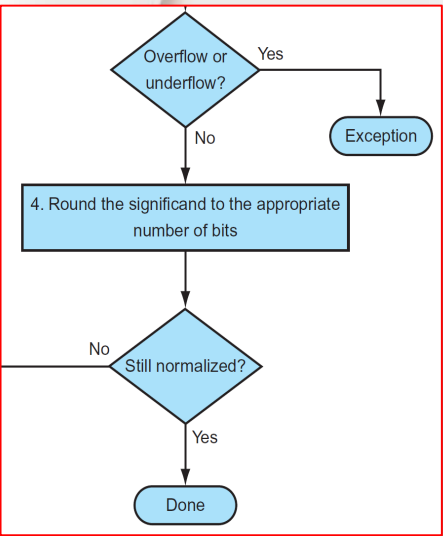 Overflow or
underflow?
Yes
Exception
No
4. Round the significand to the appropriate
number of bits
No
Still normalized?
Yes
Done